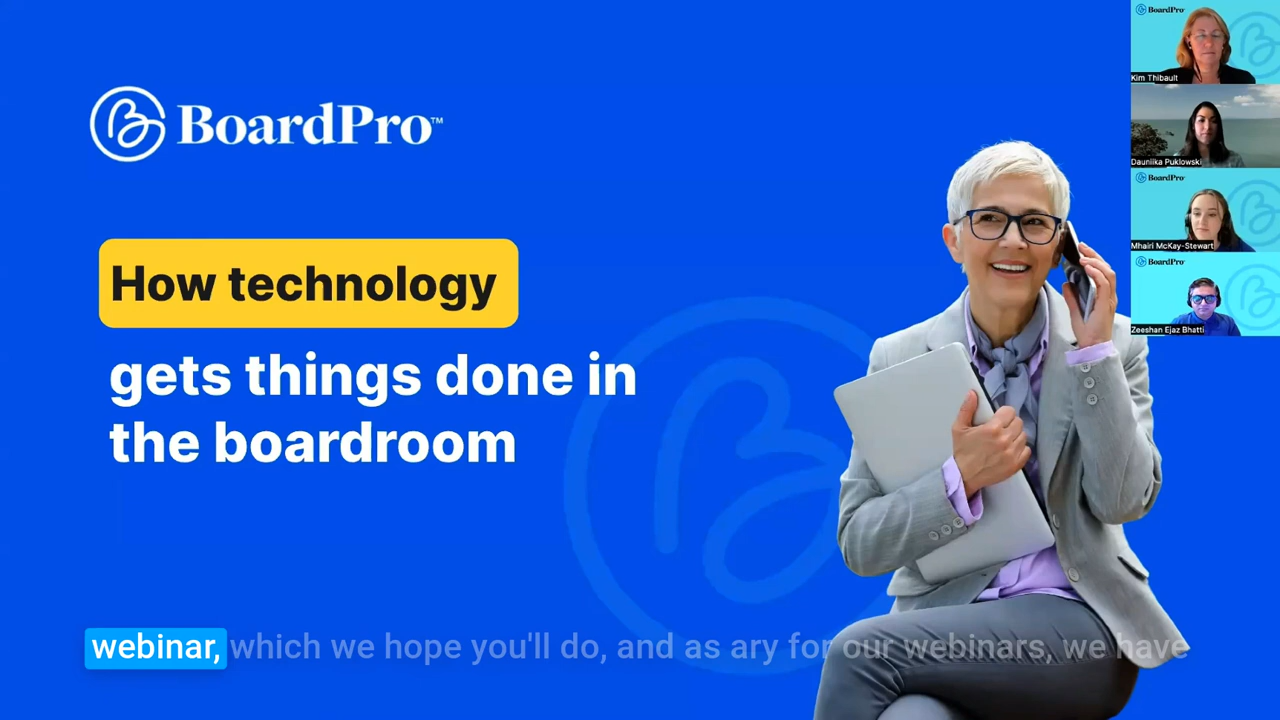 BoardPro™
How technology
gets things done in
the boardroom
webinar, which we hope you'll do, and as ary for our webinars, we have
BoardPro
Kim Thibault
Dauniika Puklowski
BoardPro
Mhairi McKay-Stewart
BoardPro
Zeeshan Ejaz Bhatti